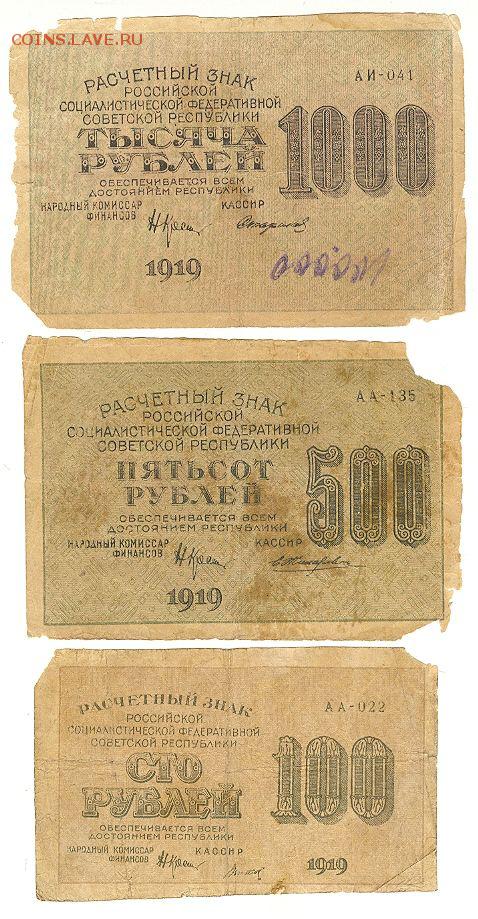 COINS.LAVE.RU
РАСЧЕТНЫЙ ЗНАК
РОССИЙСКОЙ
СОЦИАЛИСТИЧЕСКОЙ ФЕДЕРАТИВНОЙ
СОВЕТСКОЙ РЕСПУБЛИКИ
ТЫСЯЧА
РУБЛЕЙ
ОБЕСПЕЧИВАЕТСЯ ВСЕМ
ДОСТОЯНИЕМ РЕСПУБЛИКИ
НАРОДНЫЙ КОМИССАР
ФИНАНСОВ
КАССИР
1919
АИ-041
1000
РАСЧЕТНЫЙ ЗНАК
РОССИЙСКОЙ
СОЦИАЛИСТИЧЕСКОЙ ФЕДЕРАТИВНОЙ
СОВЕТСКОЙ РЕСПУБЛИКИ
ПЯТЬСОТ
РУБЛЕЙ
ОБЕСПЕЧИВАЕТСЯ ВСЕМ
ДОСТОЯНИЕМ РЕСПУБЛИКИ
НАРОДНЫЙ КОМИССАР
ФИНАНСОВ
КАССИР
1919
АА-135
500
РАСЧЕТНЫЙ ЗНАК
РОССИЙСКОЙ
СОЦИАЛИСТИЧЕСКОЙ ФЕДЕРАТИВНОЙ
СОВЕТСКОЙ РЕСПУБЛИКИ
СТО
РУБЛЕЙ
ОБЕСПЕЧИВАЕТСЯ ВСЕМ
ДОСТОЯНИЕМ РЕСПУБЛИКИ
НАРОДНЫЙ КОМИССАР
ФИНАНСОВ
КАССИР
АА-022
100
1919